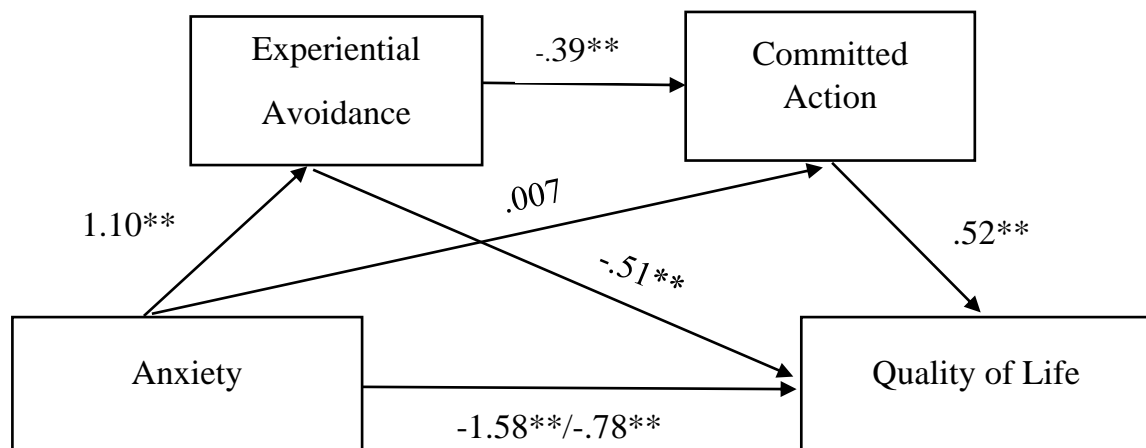 Experiential
Avoidance
-.39**
Committed
Action
1.10**
.007
-.51**
.52**
Anxiety
Quality of Life
-1.58**/-.78**